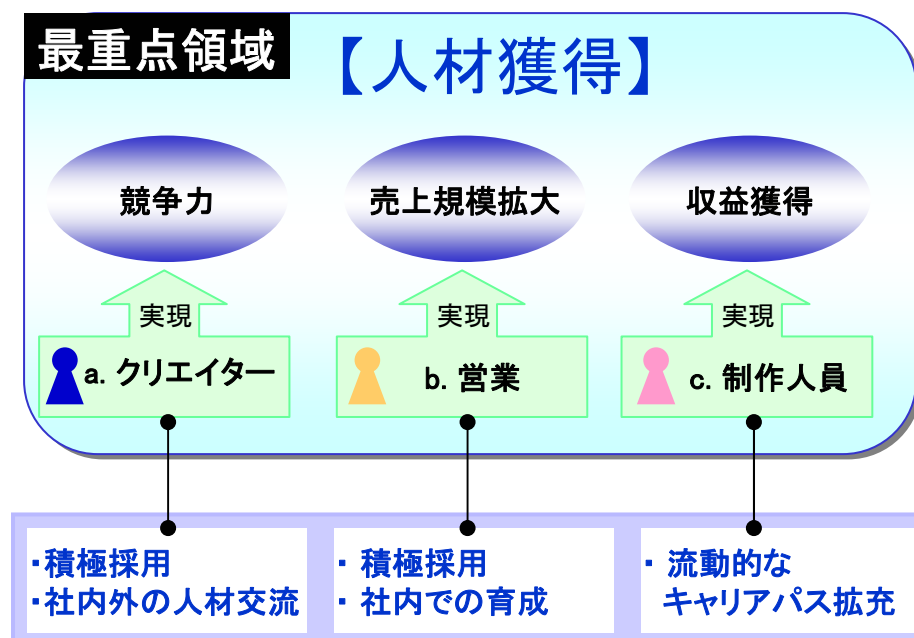 最重点領域
【人材獲得】
競争力
売上規模拡大
収益獲得
実現
実現
実現
a. クリエイター
b. 営業
c. 制作人員
・積極採用
・社内外の人材交流
・積極採用
・社内での育成
・流動的な
キャリアパス拡充